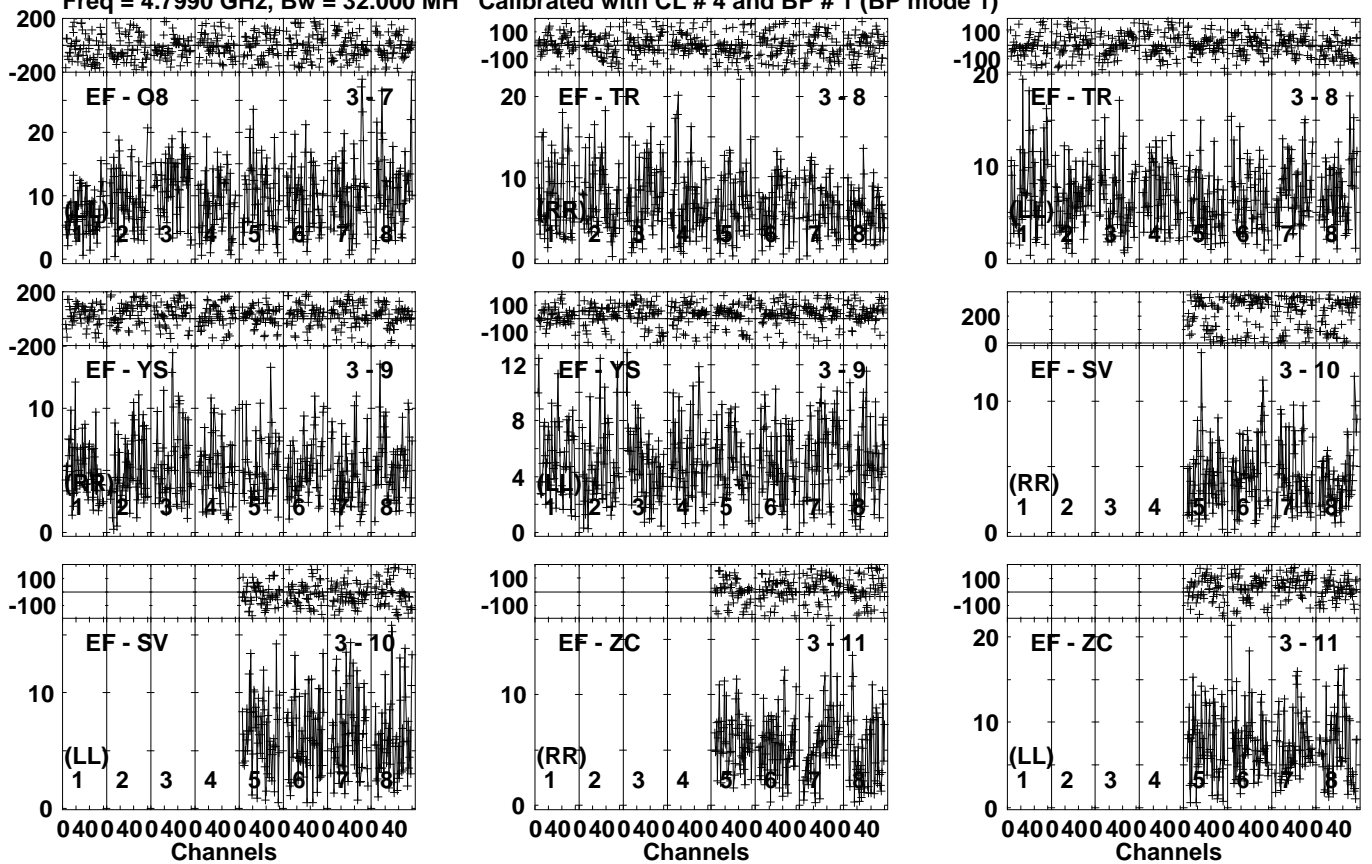 Freq = 4.7990 GHz, Bw = 32.000 MH Calibrated with CL # 4 and BP # 1 (BP mode 1)
200
-200
EF - O8 3 - 7
20
10
0
(LL)
1 2 3 4 5 6 7 8
100
-100
EF - TR 3 - 8
20
10
0
(RR)
1 2 3 4 5 6 7 8
100
-100
20
EF - TR 3 - 8
10
0
(LL)
1 2 3 4 5 6 7 8
200
-200
EF - YS 3 - 9
10
0
(RR)
1 2 3 4 5 6 7 8
100
-100
EF - YS 3 - 9
12
8
4
0
(LL)
1 2 3 4 5 6 7 8
200
0
EF - SV 3 - 10
10
0
(RR)
1 2 3 4 5 6 7 8
100
-100
EF - SV 3 - 10
10
0
(LL)
1 2 3 4 5 6 7 8
0 40 0 40 0 40 0 40 0 40 0 40 0 40 0 40
Channels
100
-100
EF - ZC 3 - 11
10
0
(RR)
1 2 3 4 5 6 7 8
0 40 0 40 0 40 0 40 0 40 0 40 0 40 0 40
Channels
100
-100
EF - ZC 3 - 11
20
10
0
(LL)
1 2 3 4 5 6 7 8
0 40 0 40 0 40 0 40 0 40 0 40 0 40 0 40
Channels